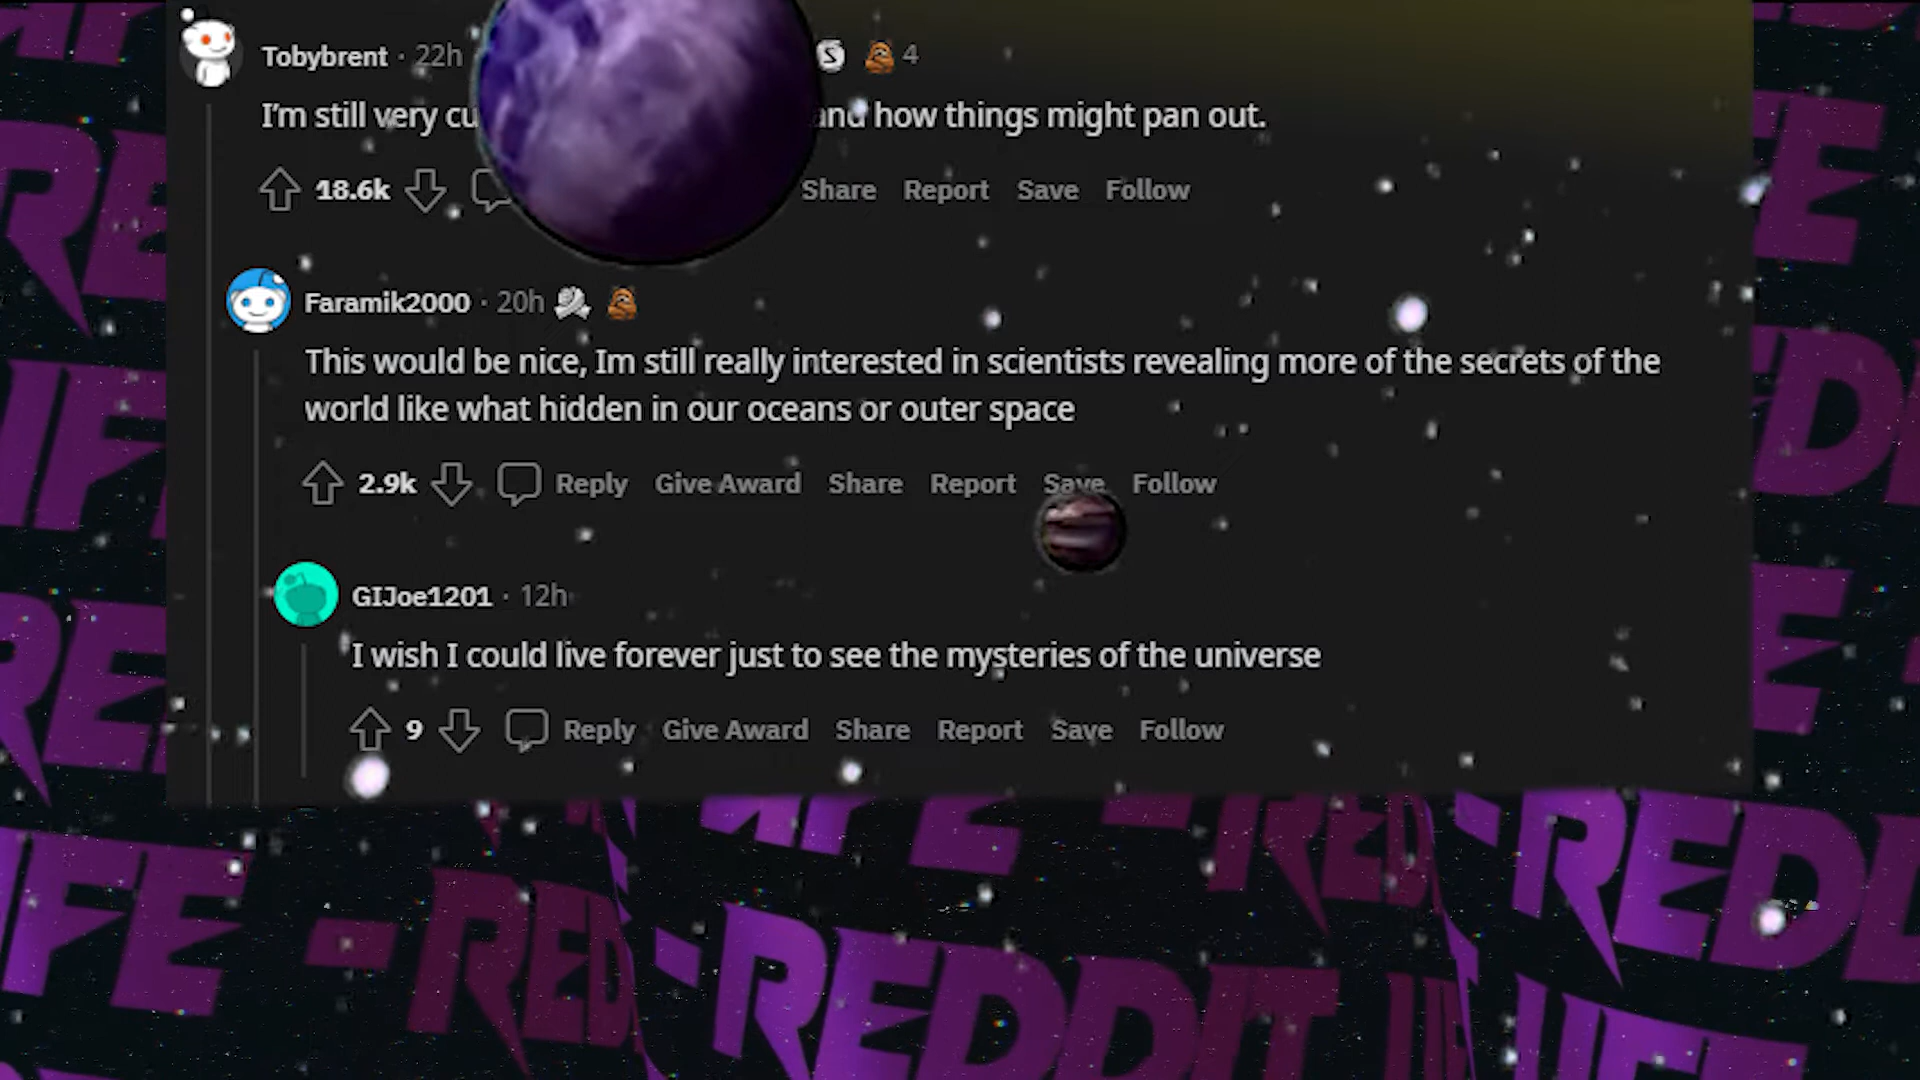 Tobybrent · 22h 4
I'm still very and how things might pan out.
18.6k Share Report Save Follow
Faramik2000 · 20h
This would be nice, Im still really interested in scientists revealing more of the secrets of the
world like what hidden in our oceans or outer space
2.9k Reply Give Award Share Report Save Follow
GIJoe1201 · 12h
I wish I could live forever just to see the mysteries of the universe
9 Reply Give Award Share Report Save Follow
-REDDIT